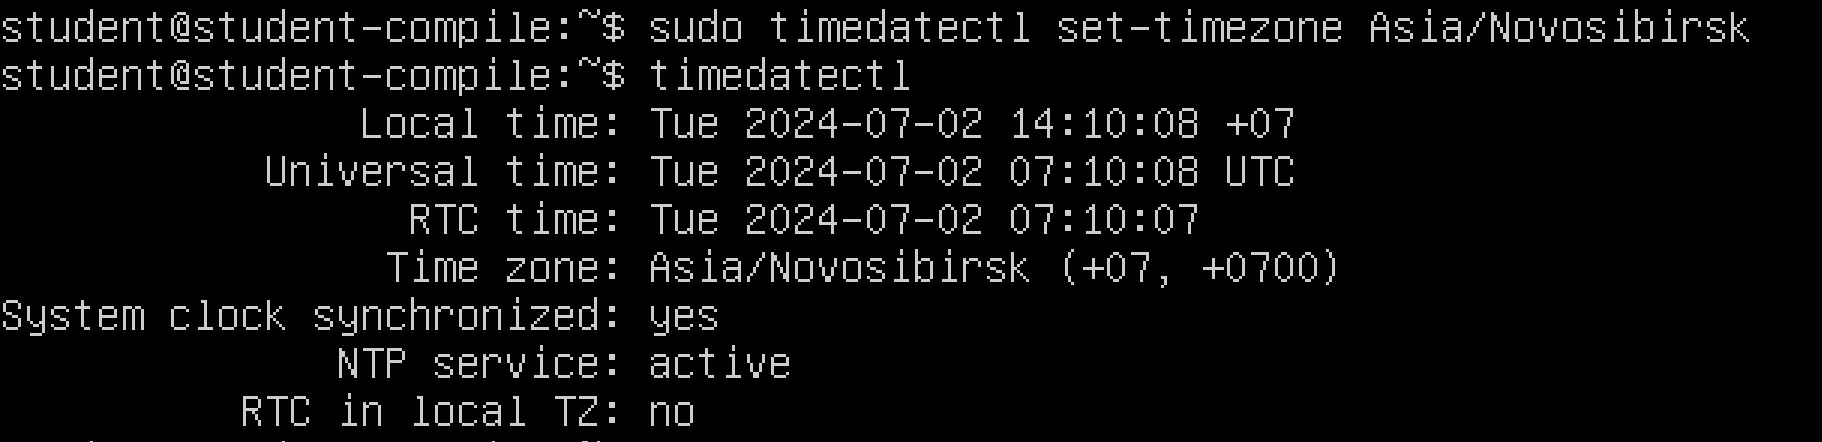 student@student-compile:~$ sudo timedatectl set-timezone Asia/Novosibirsk
student@student-compile:~$ timedatectl
Local time: Tue 2024-07-02 14:10:08 +07
Universal time: Tue 2024-07-02 07:10:08 UTC
RTC time: Tue 2024-07-02 07:10:07
Time zone: Asia/Novosibirsk (+07, +0700)
System clock synchronized: yes
NTP service: active
RTC in local TZ: no